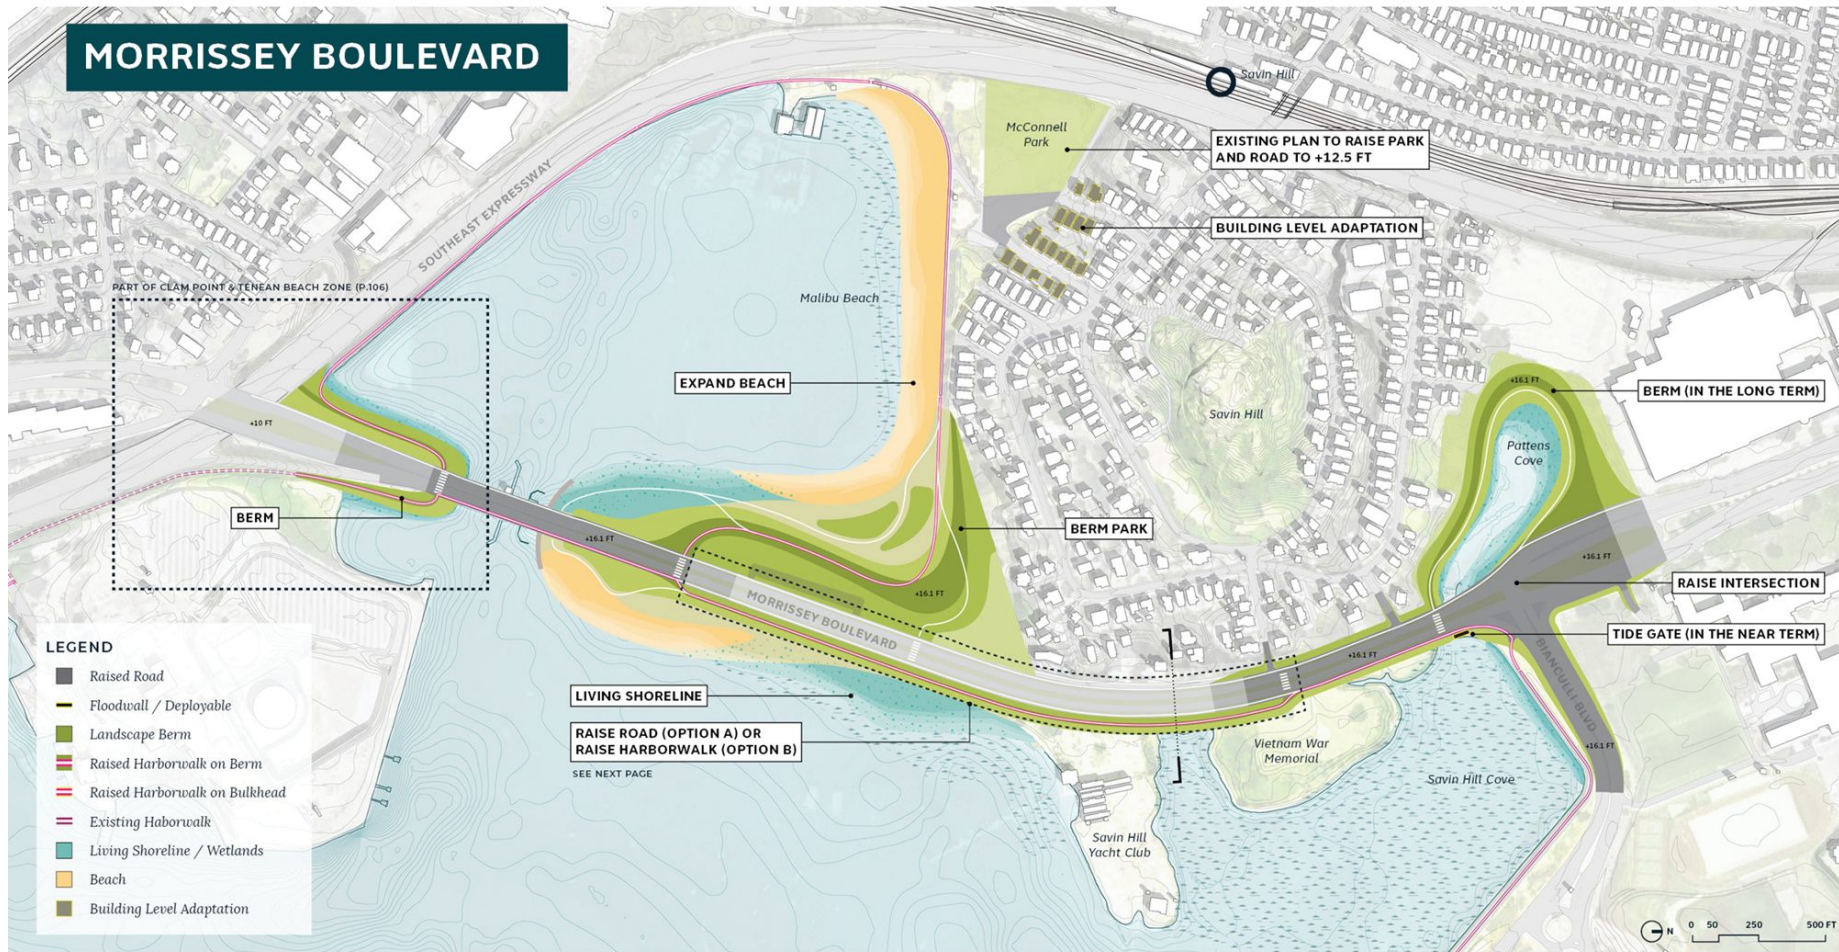 MORRISSEY BOULEVARD
Savin Hill
McConnell
Park
EXISTING PLAN TO RAISE PARK
AND ROAD TO +12.5 FT
BUILDING LEVEL ADAPTATION
SOUTHEAST EXPRESSWAY
PART OF CLAM POINT & TENEAN BEACH ZONE (P.106)
Malibu Beach
EXPAND BEACH
+16.1 FT
BERM (IN THE LONG TERM)
Savin Hill
+10 FT
Pattens
Cove
BERM
BERM PARK
+16.1 FT
+16.1 FT
RAISE INTERSECTION
+16.1 FT
MORRISSEY BOULEVARD
TIDE GATE (IN THE NEAR TERM)
+16.1 FT
BIANCULLI BLVD
LIVING SHORELINE
RAISE ROAD (OPTION A) OR
RAISE HARBORWALK (OPTION B)
SEE NEXT PAGE
Vietnam War
Memorial
+16.1 FT
Savin Hill Cove
Savin Hill
Yacht Club
LEGEND
Raised Road
Floodwall / Deployable
Landscape Berm
Raised Harborwalk on Berm
Raised Harborwalk on Bulkhead
Existing Haborwalk
Living Shoreline / Wetlands
Beach
Building Level Adaptation
N
0 50 250 500 FT